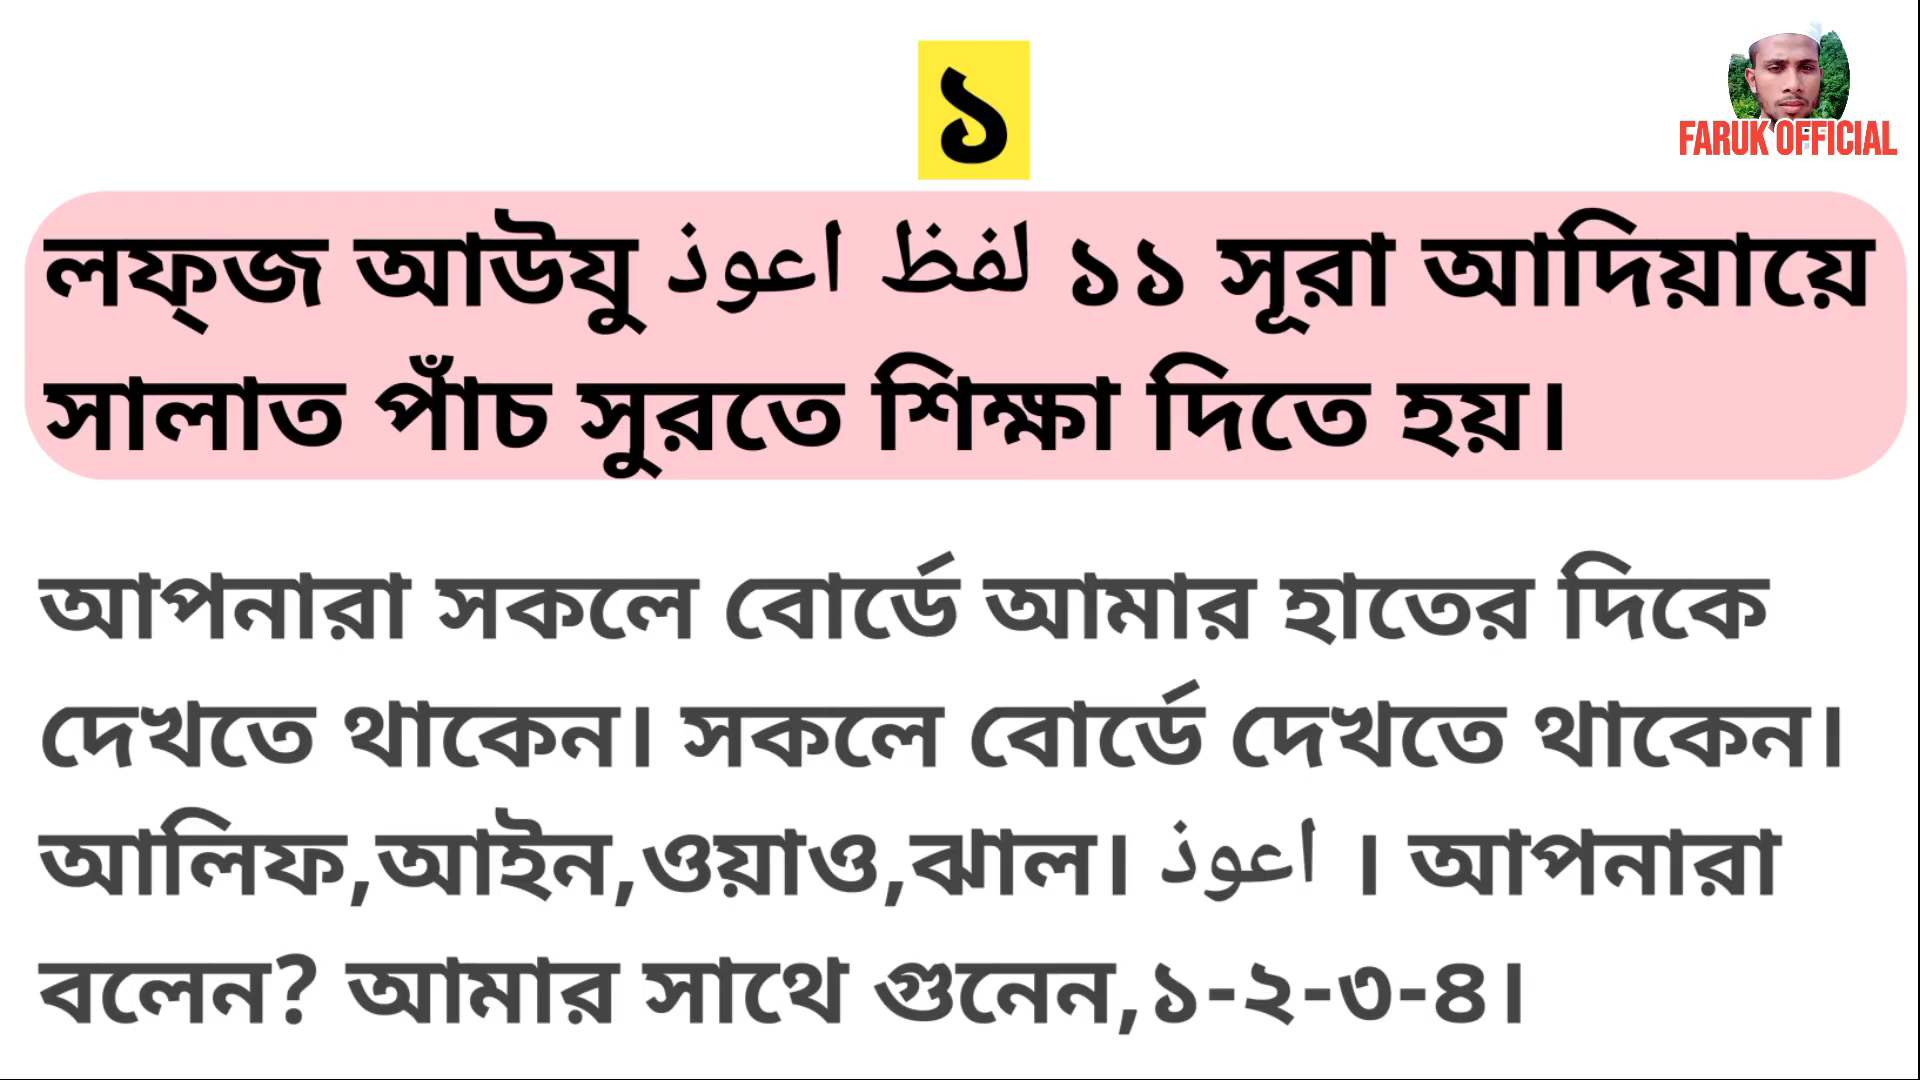 ১
FARUK OFFICIAL
লফ্জ আউযু لفظ اعوذ ১১ সূরা আদিয়ায়ে
সালাত পাঁচ সুরতে শিক্ষা দিতে হয়।
আপনারা সকলে বোর্ডে আমার হাতের দিকে
দেখতে থাকেন। সকলে বোর্ডে দেখতে থাকেন।
আলিফ,আইন,ওয়াও,ঝাল। اعوذ । আপনারা
বলেন? আমার সাথে গুনেন,১-২-৩-৪।